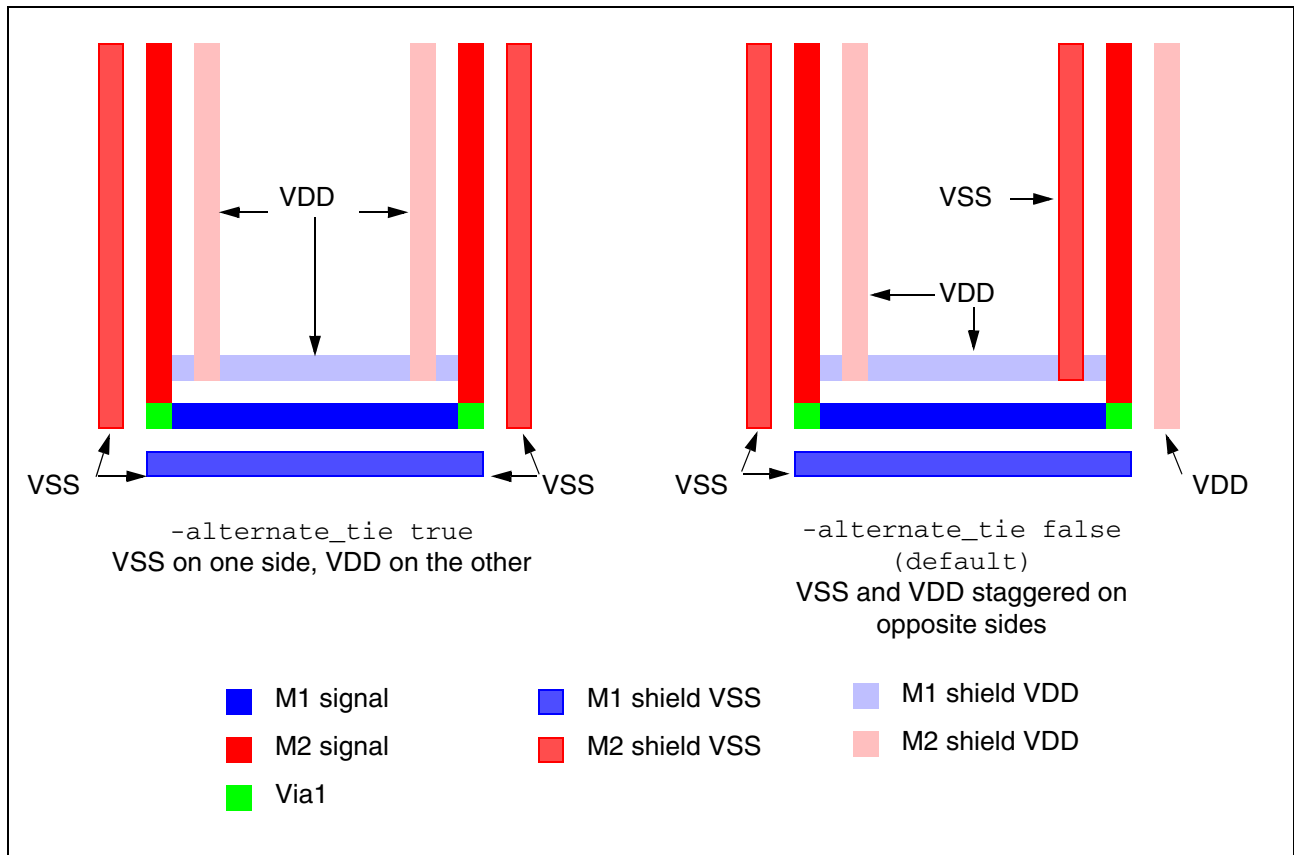 VDD
VSS
VSS
-alternate_tie true
VSS on one side, VDD on the other
VSS
VDD
VSS
VDD
-alternate_tie false
(default)
VSS and VDD staggered on
opposite sides
M1 signal
M2 signal
Via1
M1 shield VSS
M2 shield VSS
M1 shield VDD
M2 shield VDD